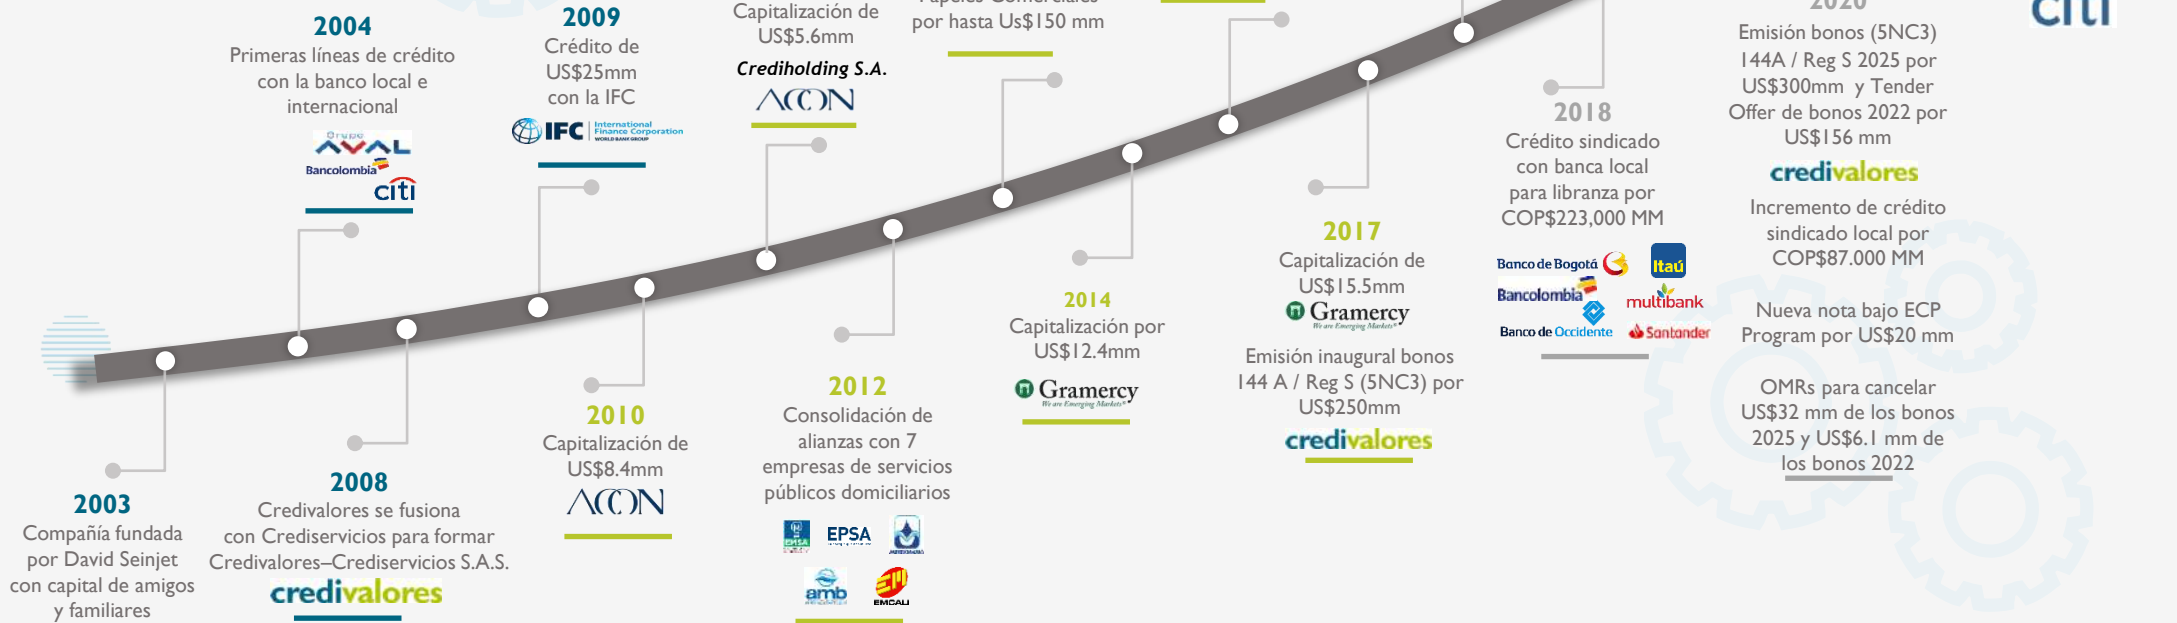 2003
Compañía fundada
por David Seinjet
con capital de amigos
y familiares
2004
Primeras líneas de crédito
con la banco local e
internacional
Grupo
AVAL
Bancolombia
citi
2008
Credivalores se fusiona
con Crediservicios para formar
Credivalores–Crediservicios S.A.S.
credivalores
2009
Crédito de
US$25mm
con la IFC
IFC International
Finance Corporation
WORLD BANK GROUP
2010
Capitalización de
US$8.4mm
ACON
Capitalización de
US$5.6mm
Crediholding S.A.
ACON
2012
Consolidación de
alianzas con 7
empresas de servicios
públicos domiciliarios
EMSA
EPSA
amb
EMCALI
Papeles Comerciales
por hasta Us$150 mm
2014
Capitalización por
US$12.4mm
Gramercy
We are Emerging Markets®
2017
Capitalización de
US$15.5mm
Gramercy
We are Emerging Markets®
Emisión inaugural bonos
144 A / Reg S (5NC3) por
US$250mm
credivalores
2018
Crédito sindicado
con banca local
para libranza por
COP$223,000 MM
Banco de Bogotá
Itaú
Bancolombia
multibank
Banco de Occidente
Santander
2020
Emisión bonos (5NC3)
144A / Reg S 2025 por
US$300mm y Tender
Offer de bonos 2022 por
US$156 mm
credivalores
Incremento de crédito
sindicado local por
COP$87.000 MM
Nueva nota bajo ECP
Program por US$20 mm
OMRs para cancelar
US$32 mm de los bonos
2025 y US$6.1 mm de
los bonos 2022
citi